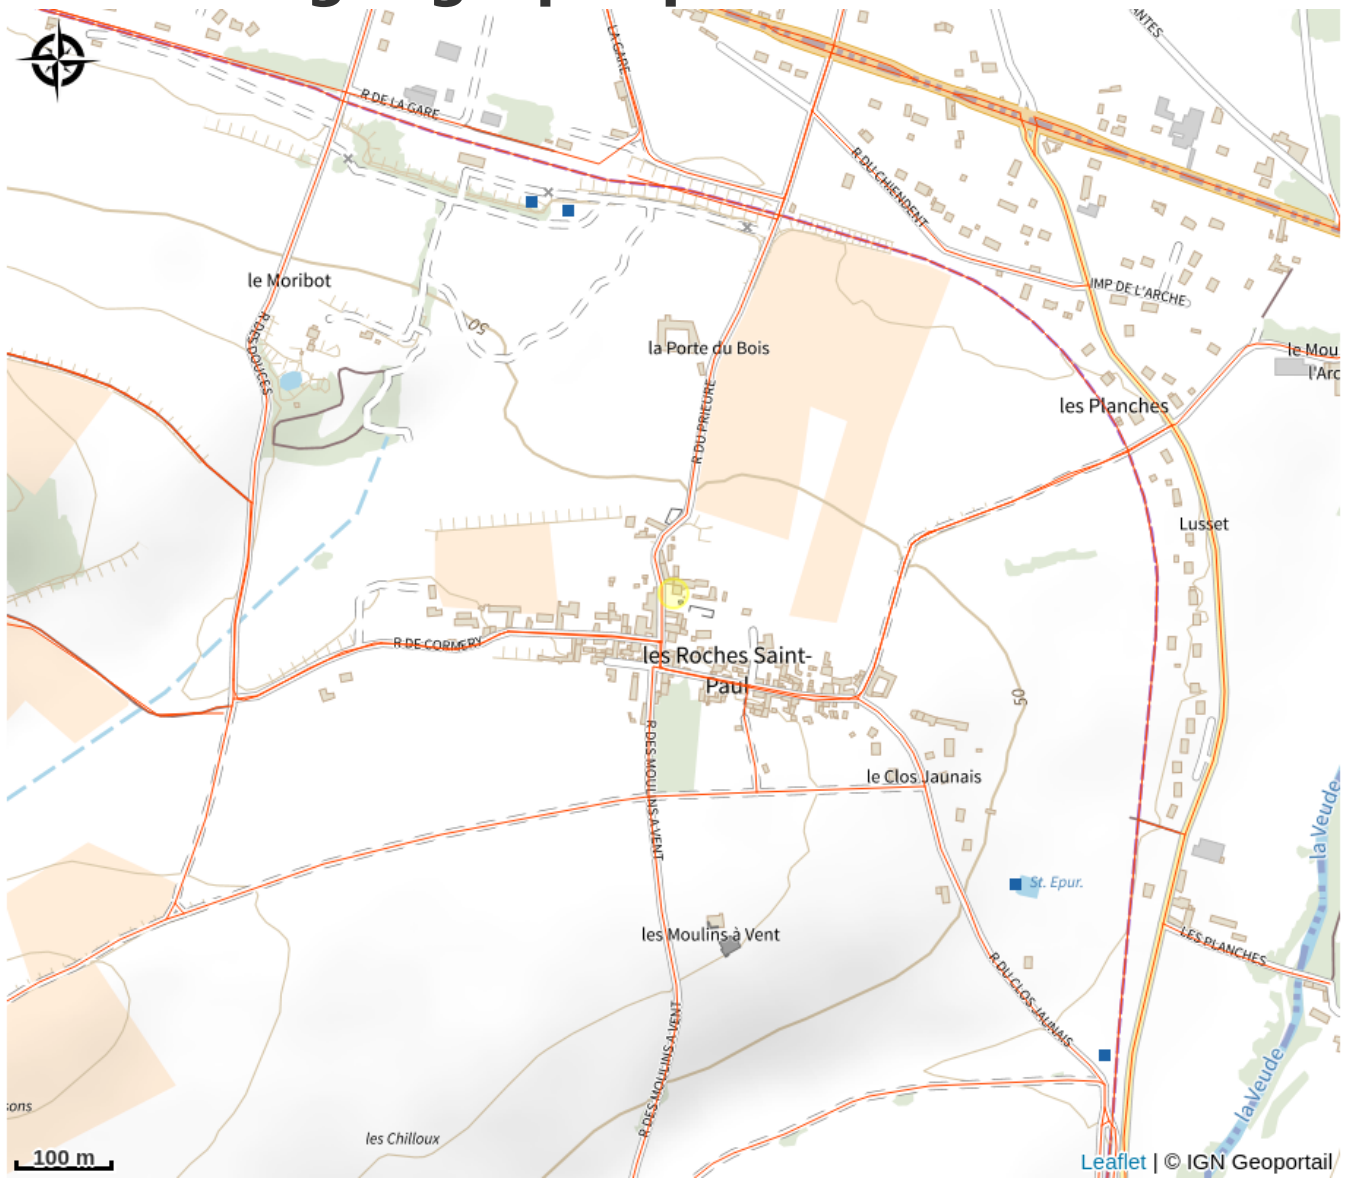 LA GARE
ANTES
R DE LA GARE
R DU CHIENDENT
le Moribot
IMP DE L'ARCHE
50
R DES DOUCES
la Porte du Bois
le Mou
l'Arc
R DU PRIEURE
les Planches
Lusset
R DE CORMERY
les Roches Saint-
Paul
50
R DES MOULINS A VENT
le Clos Jaunais
la Veude
St. Epur.
les Moulins à Vent
LES PLANCHES
R DU CLOS JAUNAIS
R DES MOULINS A VENT
la Veude
sons
les Chilloux
100 m
Leaflet | © IGN Geoportail